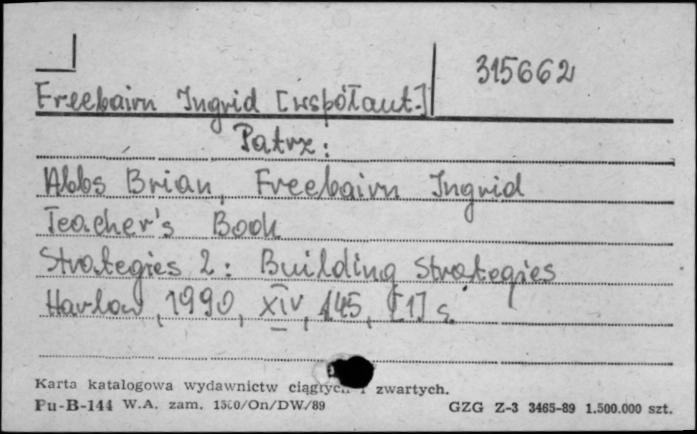 315662
Freebairn Ingrid [współaut.]
Patrz:
Abbs Brian, Freebairn Ingrid
Teacher's Book
Strategies 2: Building Strategies
Harlow, 1990, XIV, 145, [1] s.
Karta katalogowa wydawnictw ciągłych i zwartych.
Pu-B-144 W.A. zam. /On/DW/89 GZG Z-3 3465-89 1.500.000 szt.